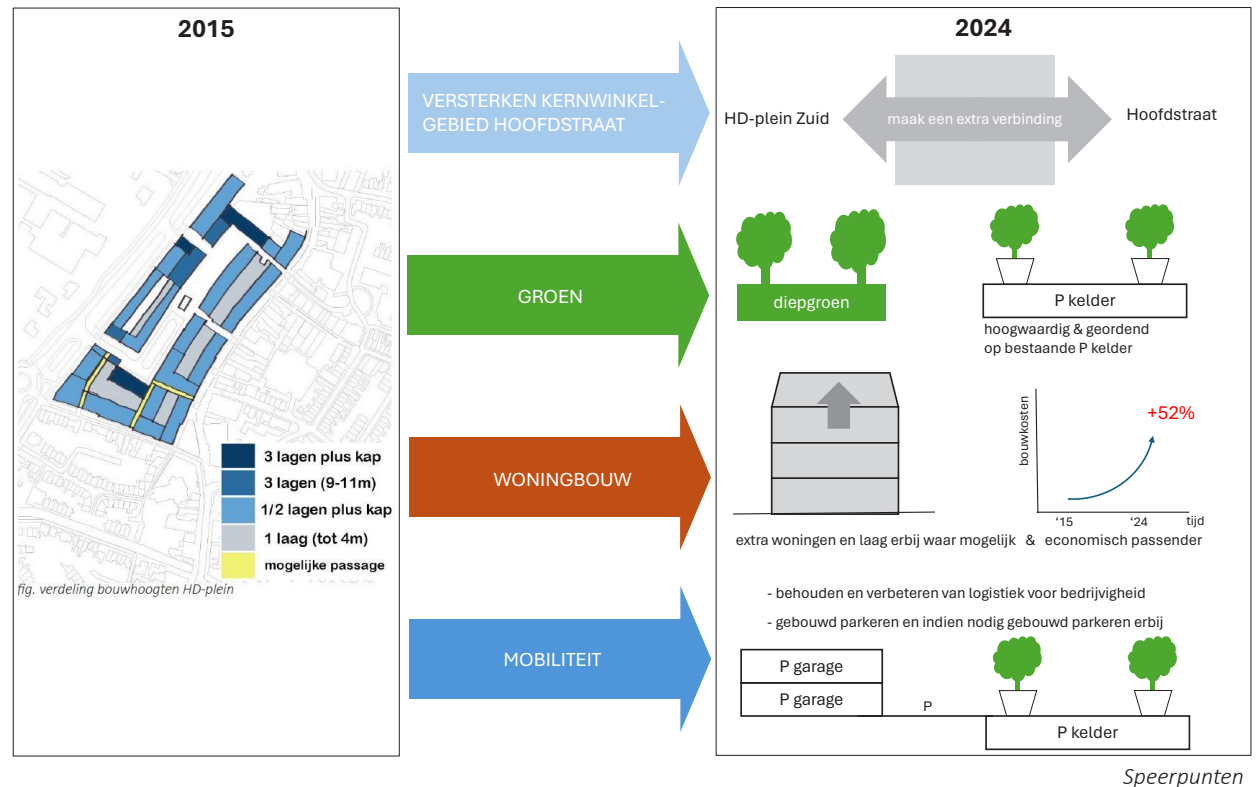 2015
3 lagen plus kap
3 lagen (9-11m)
1/2 lagen plus kap
1 laag (tot 4m)
mogelijke passage
fig. verdeling bouwhoogten HD-plein
VERSTERKEN KERNWINKEL-
GEBIED HOOFDSTRAAT
GROEN
WONINGBOUW
MOBILITEIT
2024
HD-plein Zuid
maak een extra verbinding
Hoofdstraat
diepgroen
P kelder
hoogwaardig & geordend
op bestaande P kelder
bouwkosten
+52%
‘15
‘24
tijd
extra woningen en laag erbij waar mogelijk & economisch passender
- behouden en verbeteren van logistiek voor bedrijvigheid
- gebouwd parkeren en indien nodig gebouwd parkeren erbij
P garage
P garage
P
P kelder
Speerpunten